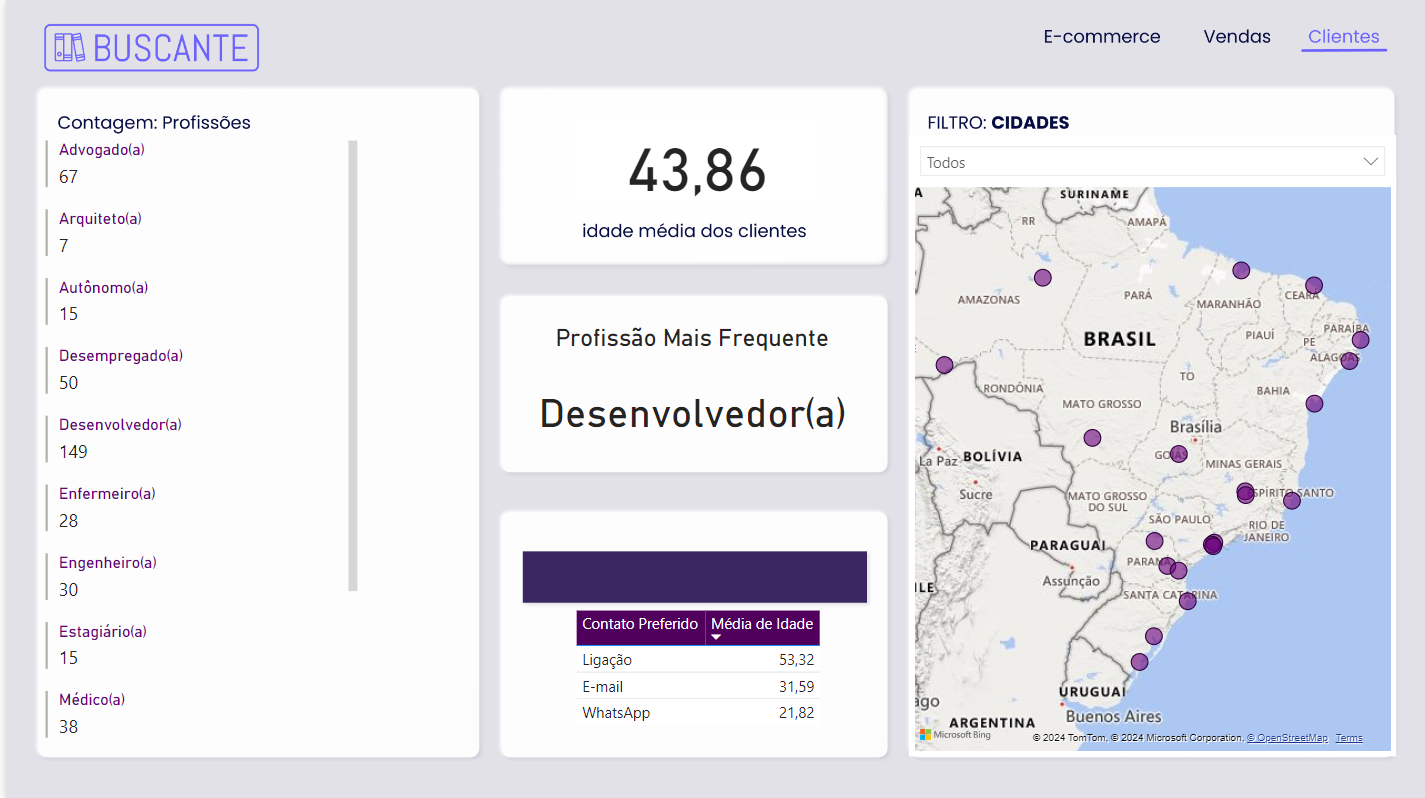 BUSCANTE
E-commerce
Vendas
Clientes
Contagem: Profissões
Advogado(a)
67
Arquiteto(a)
7
Autônomo(a)
15
Desempregado(a)
50
Desenvolvedor(a)
149
Enfermeiro(a)
28
Engenheiro(a)
30
Estagiário(a)
15
Médico(a)
38
43,86
idade média dos clientes
Profissão Mais Frequente
Desenvolvedor(a)
Contato Preferido Média de Idade
Ligação 53,32
E-mail 31,59
WhatsApp 21,82
FILTRO: CIDADES
Todos
A
SURINAME
RR
AMAPÁ
AMAZONAS
PARÁ
MARANHÃO
CEARÁ
BRASIL
PIAUÍ
PARAÍBA
PE
ALAGOAS
RONDÔNIA
TO
MATO GROSSO
BAHIA
Brasília
La Paz
BOLÍVIA
GOIÁS
MINAS GERAIS
Sucre
MATO GROSSO
DO SUL
ESPÍRITO SANTO
SÃO PAULO
RIO DE
JANEIRO
PARAGUAI
PARANÁ
Assunção
LE
SANTA CATARINA
URUGUAI
ago
Buenos Aires
ARGENTINA
Microsoft Bing
© 2024 TomTom, © 2024 Microsoft Corporation, © OpenStreetMap Terms